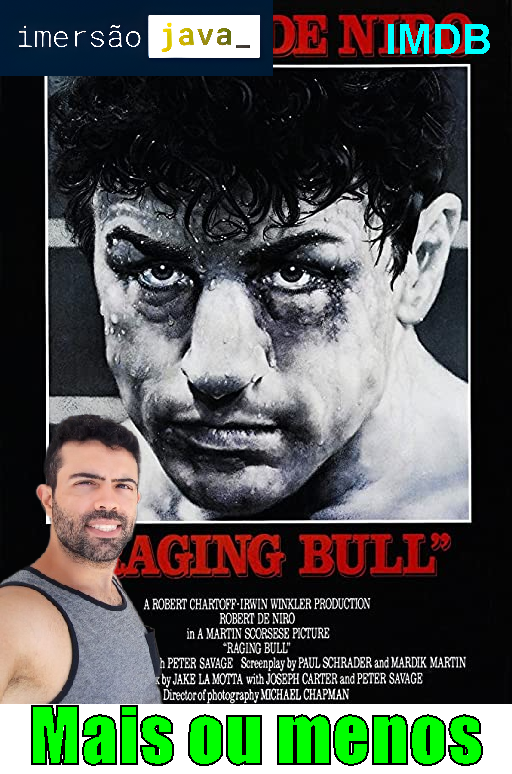 imersão java_
DE NIRO
IMDB
RAGING BULL”
A ROBERT CHARTOFF-IRWIN WINKLER PRODUCTION
ROBERT DE NIRO
in A MARTIN SCORSESE PICTURE
“RAGING BULL”
PETER SAVAGE Screenplay by PAUL SCHRADER and MARDIK MARTIN
by JAKE LA MOTTA with JOSEPH CARTER and PETER SAVAGE
Director of photography MICHAEL CHAPMAN
Mais ou menos